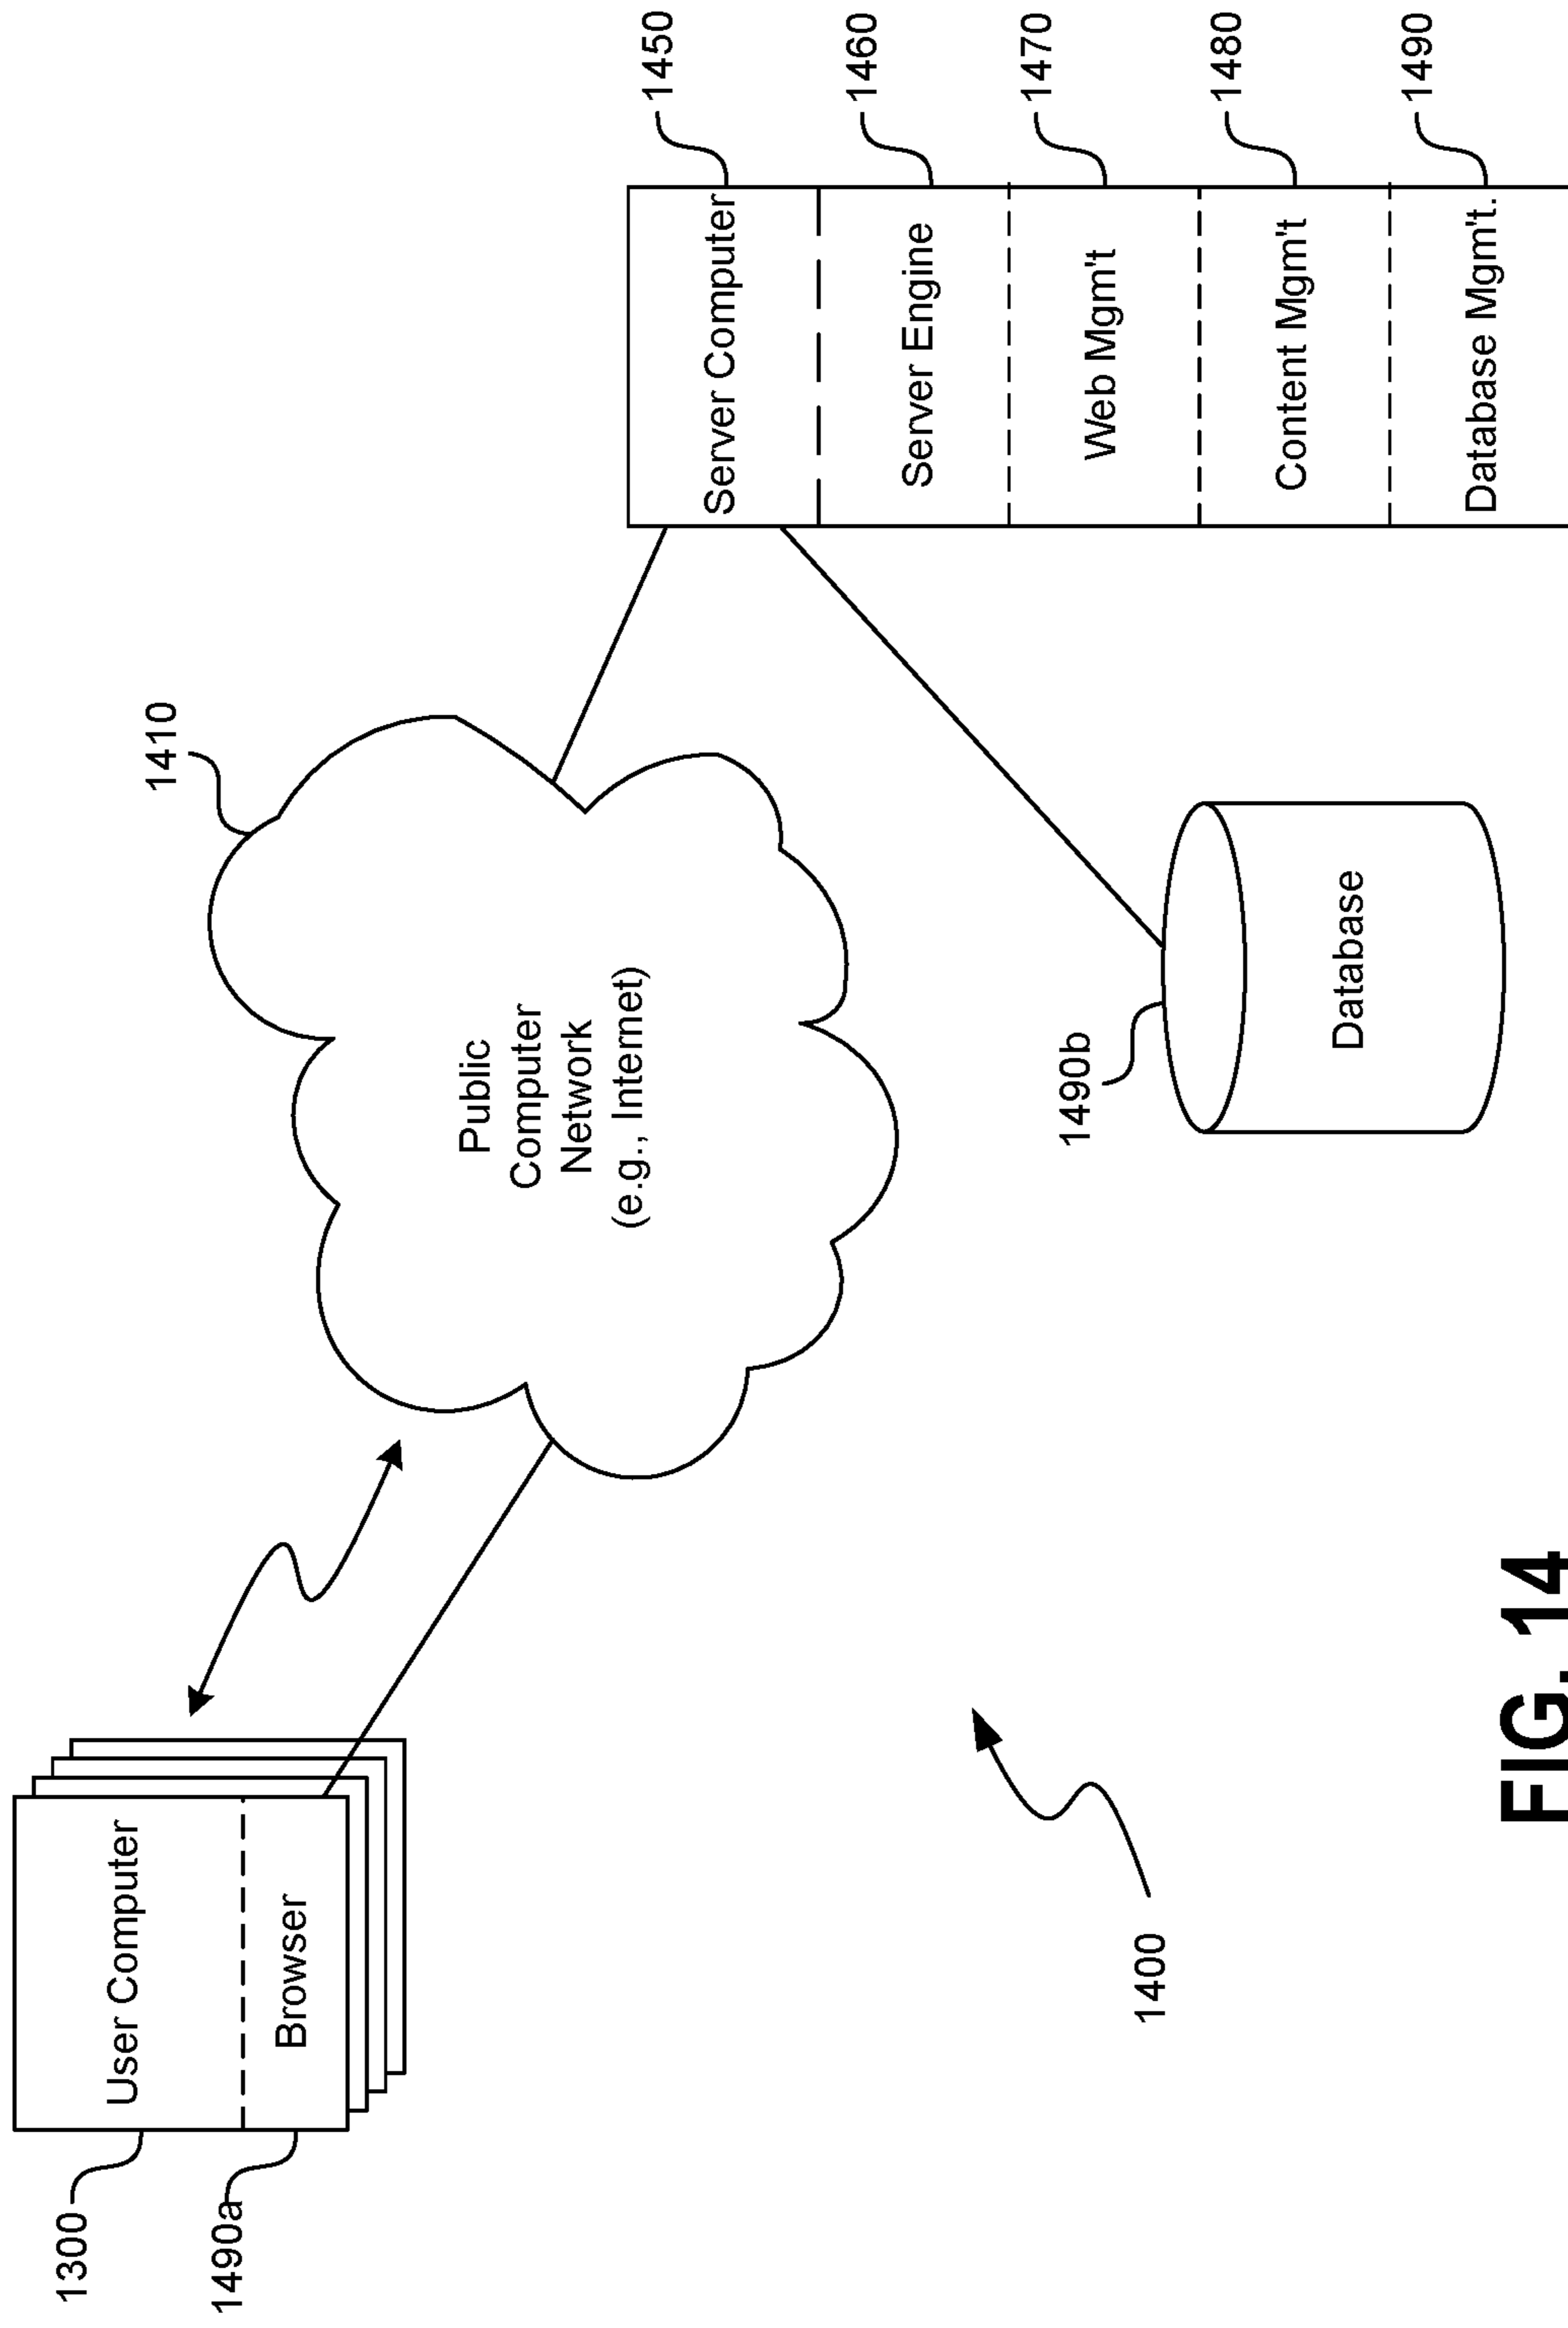 1300
User Computer
1490a
Browser
1410
Public
Computer
Network
(e.g., Internet)
Server Computer
1450
Server Engine
1460
Web Mgm't
1470
Content Mgm't
1480
Database Mgm't.
1490
1490b
Database
1400
FIG. 14